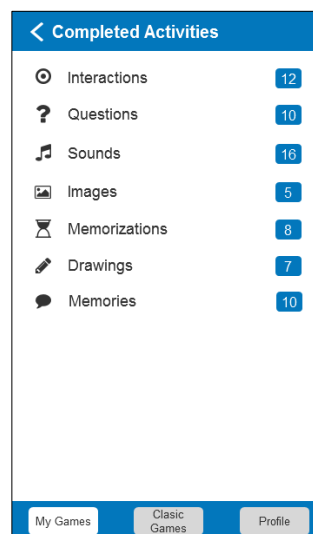 Completed Activities
Interactions 12
Questions 10
Sounds 16
Images 5
Memorizations 8
Drawings 7
Memories 10
My Games
Clasic
Games
Profile